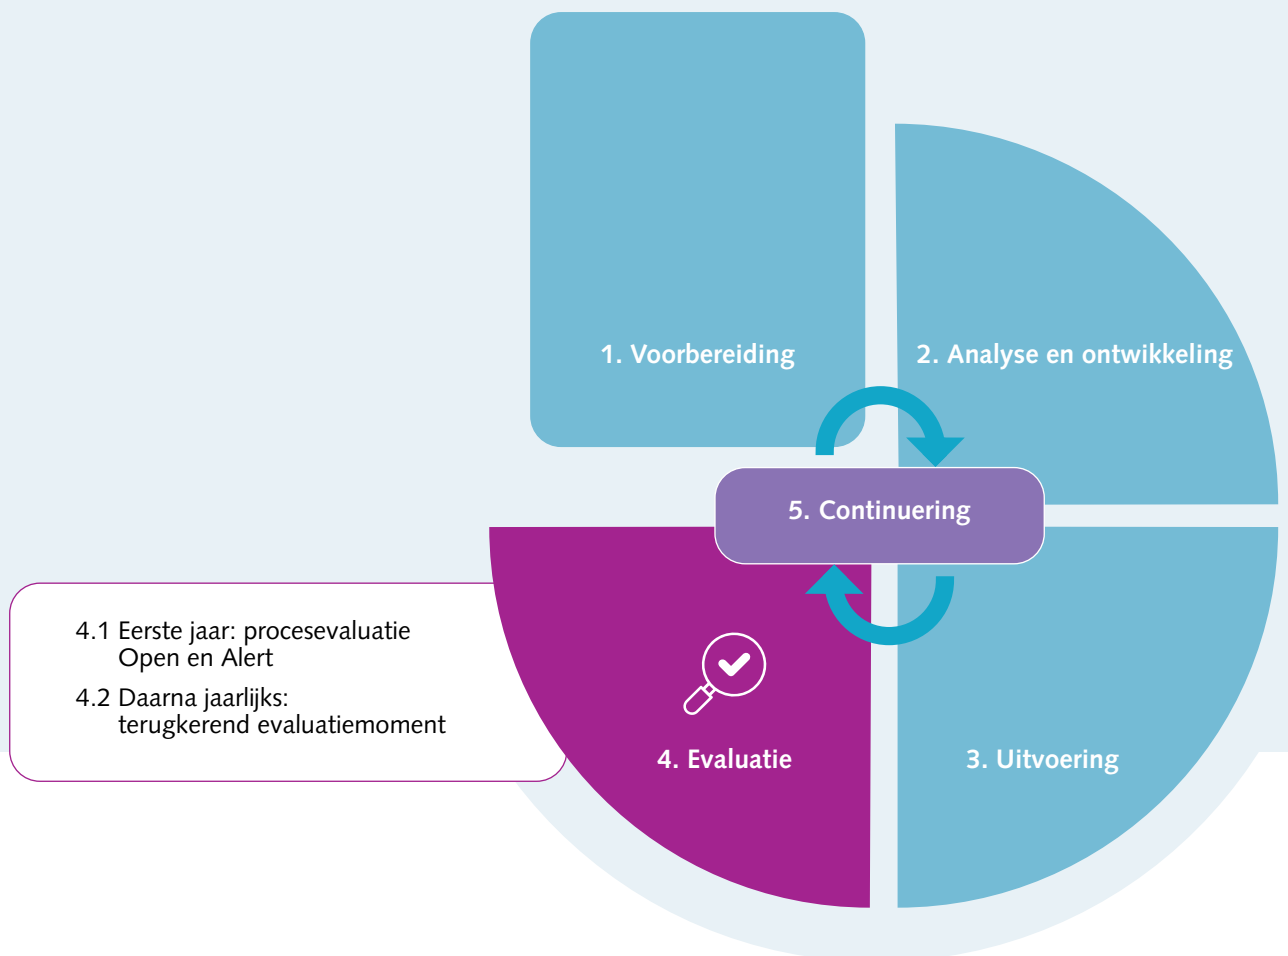 1. Voorbereiding
2. Analyse en ontwikkeling
5. Continuering
4.1 Eerste jaar: procesevaluatie
Open en Alert
4.2 Daarna jaarlijks:
terugkerend evaluatiemoment
4. Evaluatie
3. Uitvoering